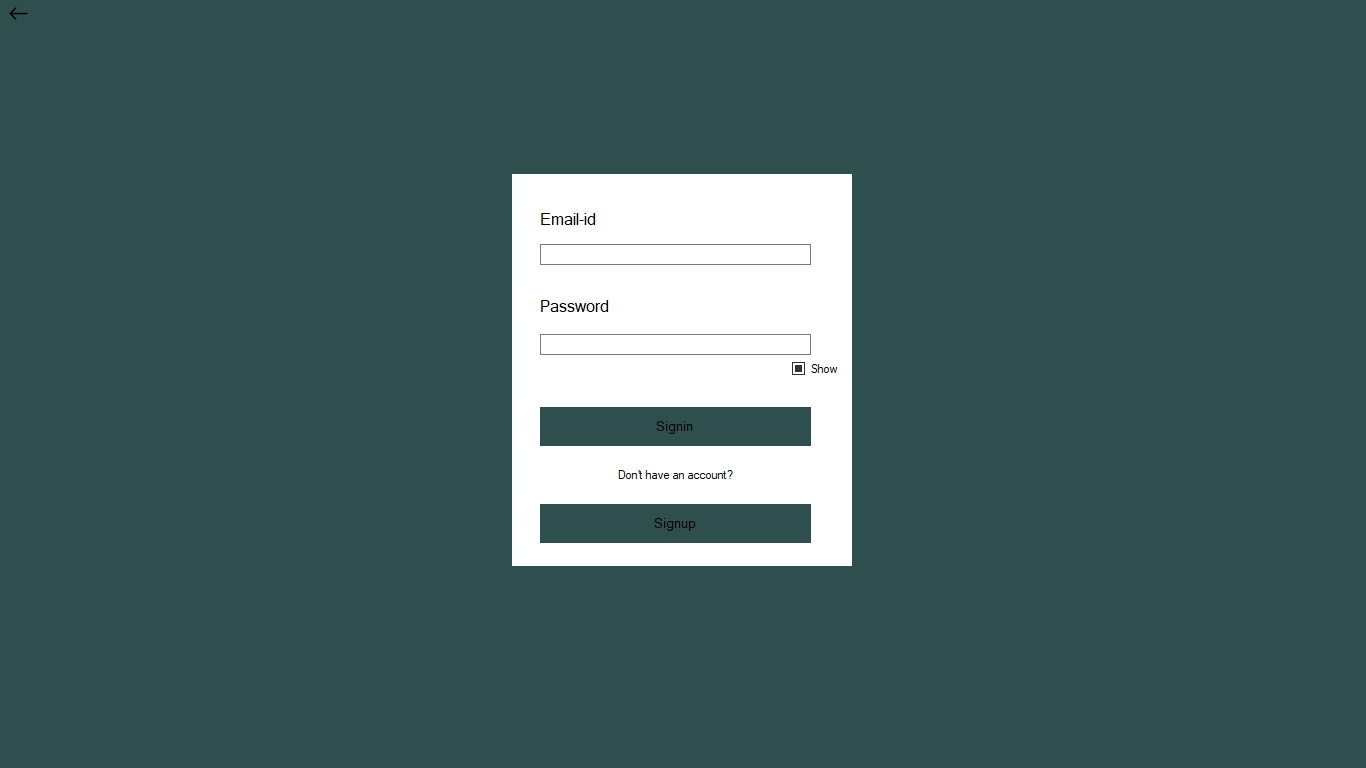 Email-id
Password
Show
Signin
Don't have an account?
Signup